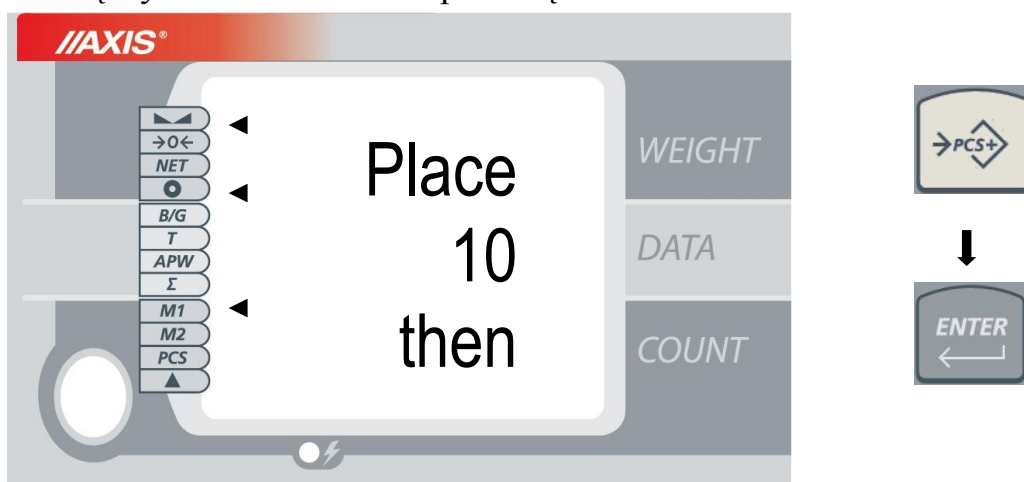 //AXIS®
→0←
NET
B/G
T
APW
Σ
M1
M2
PCS
Place
10
then
WEIGHT
DATA
COUNT
→PCS+
ENTER